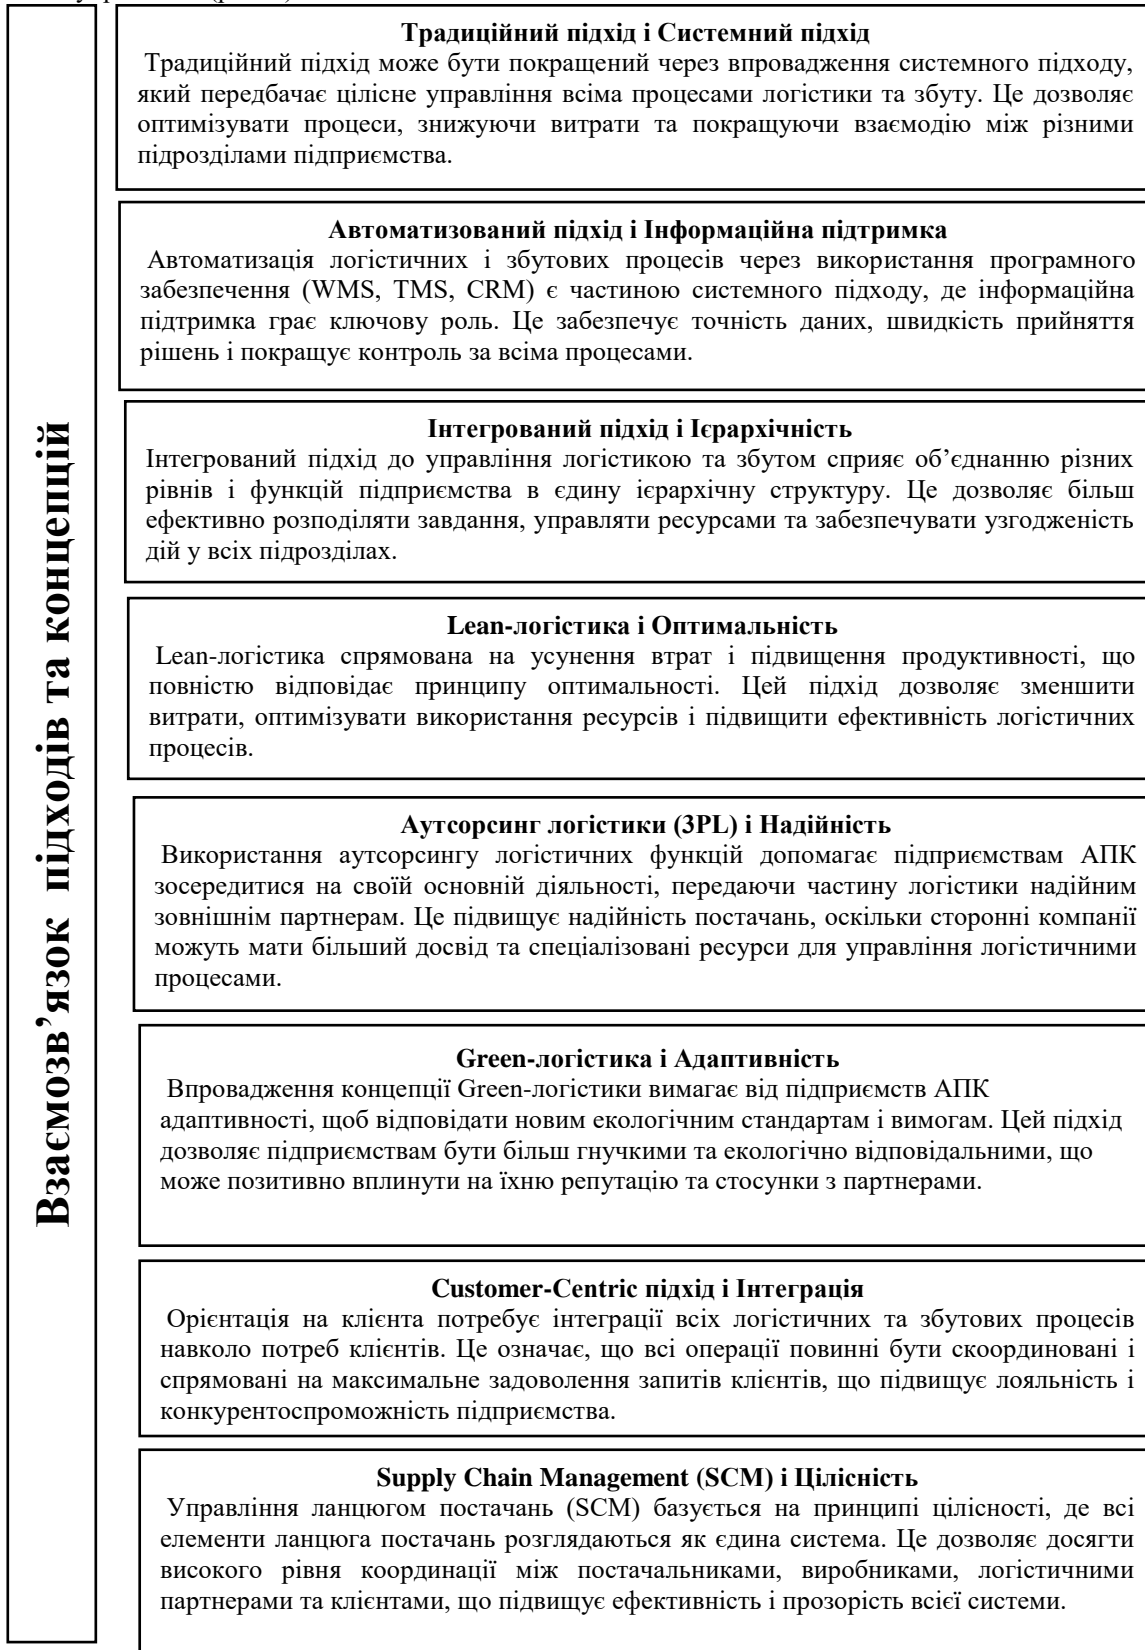 Взаємозв’язок підходів та концепцій
Традиційний підхід і Системний підхід
Традиційний підхід може бути покращений через впровадження системного підходу,
який передбачає цілісне управління всіма процесами логістики та збуту. Це дозволяє
оптимізувати процеси, знижуючи витрати та покращуючи взаємодію між різними
підрозділами підприємства.
Автоматизований підхід і Інформаційна підтримка
Автоматизація логістичних і збутових процесів через використання програмного
забезпечення (WMS, TMS, CRM) є частиною системного підходу, де інформаційна
підтримка грає ключову роль. Це забезпечує точність даних, швидкість прийняття
рішень і покращує контроль за всіма процесами.
Інтегрований підхід і Ієрархічність
Інтегрований підхід до управління логістикою та збутом сприяє об’єднанню різних
рівнів і функцій підприємства в єдину ієрархічну структуру. Це дозволяє більш
ефективно розподіляти завдання, управляти ресурсами та забезпечувати узгодженість
дій у всіх підрозділах.
Lean-логістика і Оптимальність
Lean-логістика спрямована на усунення втрат і підвищення продуктивності, що
повністю відповідає принципу оптимальності. Цей підхід дозволяє зменшити
витрати, оптимізувати використання ресурсів і підвищити ефективність логістичних
процесів.
Аутсорсинг логістики (3PL) і Надійність
Використання аутсорсингу логістичних функцій допомагає підприємствам АПК
зосередитися на своїй основній діяльності, передаючи частину логістики надійним
зовнішнім партнерам. Це підвищує надійність постачань, оскільки сторонні компанії
можуть мати більший досвід та спеціалізовані ресурси для управління логістичними
процесами.
Green-логістика і Адаптивність
Впровадження концепції Green-логістики вимагає від підприємств АПК
адаптивності, щоб відповідати новим екологічним стандартам і вимогам. Цей підхід
дозволяє підприємствам бути більш гнучкими та екологічно відповідальними, що
може позитивно вплинути на їхню репутацію та стосунки з партнерами.
Customer-Centric підхід і Інтеграція
Орієнтація на клієнта потребує інтеграції всіх логістичних та збутових процесів
навколо потреб клієнтів. Це означає, що всі операції повинні бути скоординовані і
спрямовані на максимальне задоволення запитів клієнтів, що підвищує лояльність і
конкурентоспроможність підприємства.
Supply Chain Management (SCM) і Цілісність
Управління ланцюгом постачань (SCM) базується на принципі цілісності, де всі
елементи ланцюга постачань розглядаються як єдина система. Це дозволяє досягти
високого рівня координації між постачальниками, виробниками, логістичними
партнерами та клієнтами, що підвищує ефективність і прозорість всієї системи.